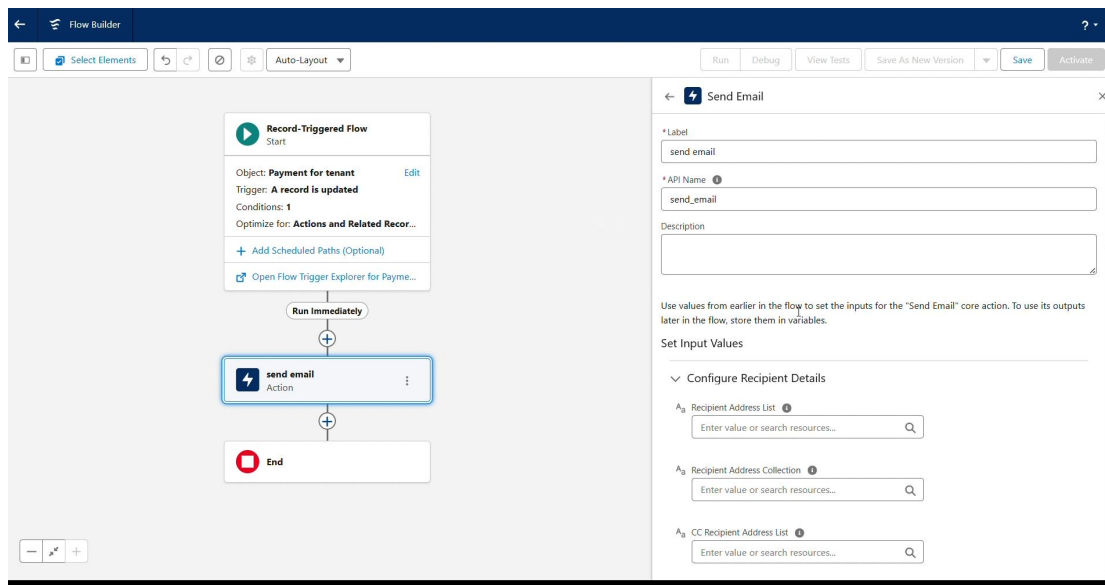 Flow Builder
?
Select Elements
Auto-Layout
Run
Debug
View Tests
Save As New Version
Save
Activate
Record-Triggered Flow
Start
Object: Payment for tenant
Edit
Trigger: A record is updated
Conditions: 1
Optimize for: Actions and Related Recor...
+ Add Scheduled Paths (Optional)
Open Flow Trigger Explorer for Payme...
Run Immediately
send email
Action
End
Send Email
*Label
send email
*API Name
send_email
Description
Use values from earlier in the flow to set the inputs for the "Send Email" core action. To use its outputs
later in the flow, store them in variables.
Set Input Values
Configure Recipient Details
Aa Recipient Address List
Enter value or search resources...
Aa Recipient Address Collection
Enter value or search resources...
Aa CC Recipient Address List
Enter value or search resources...